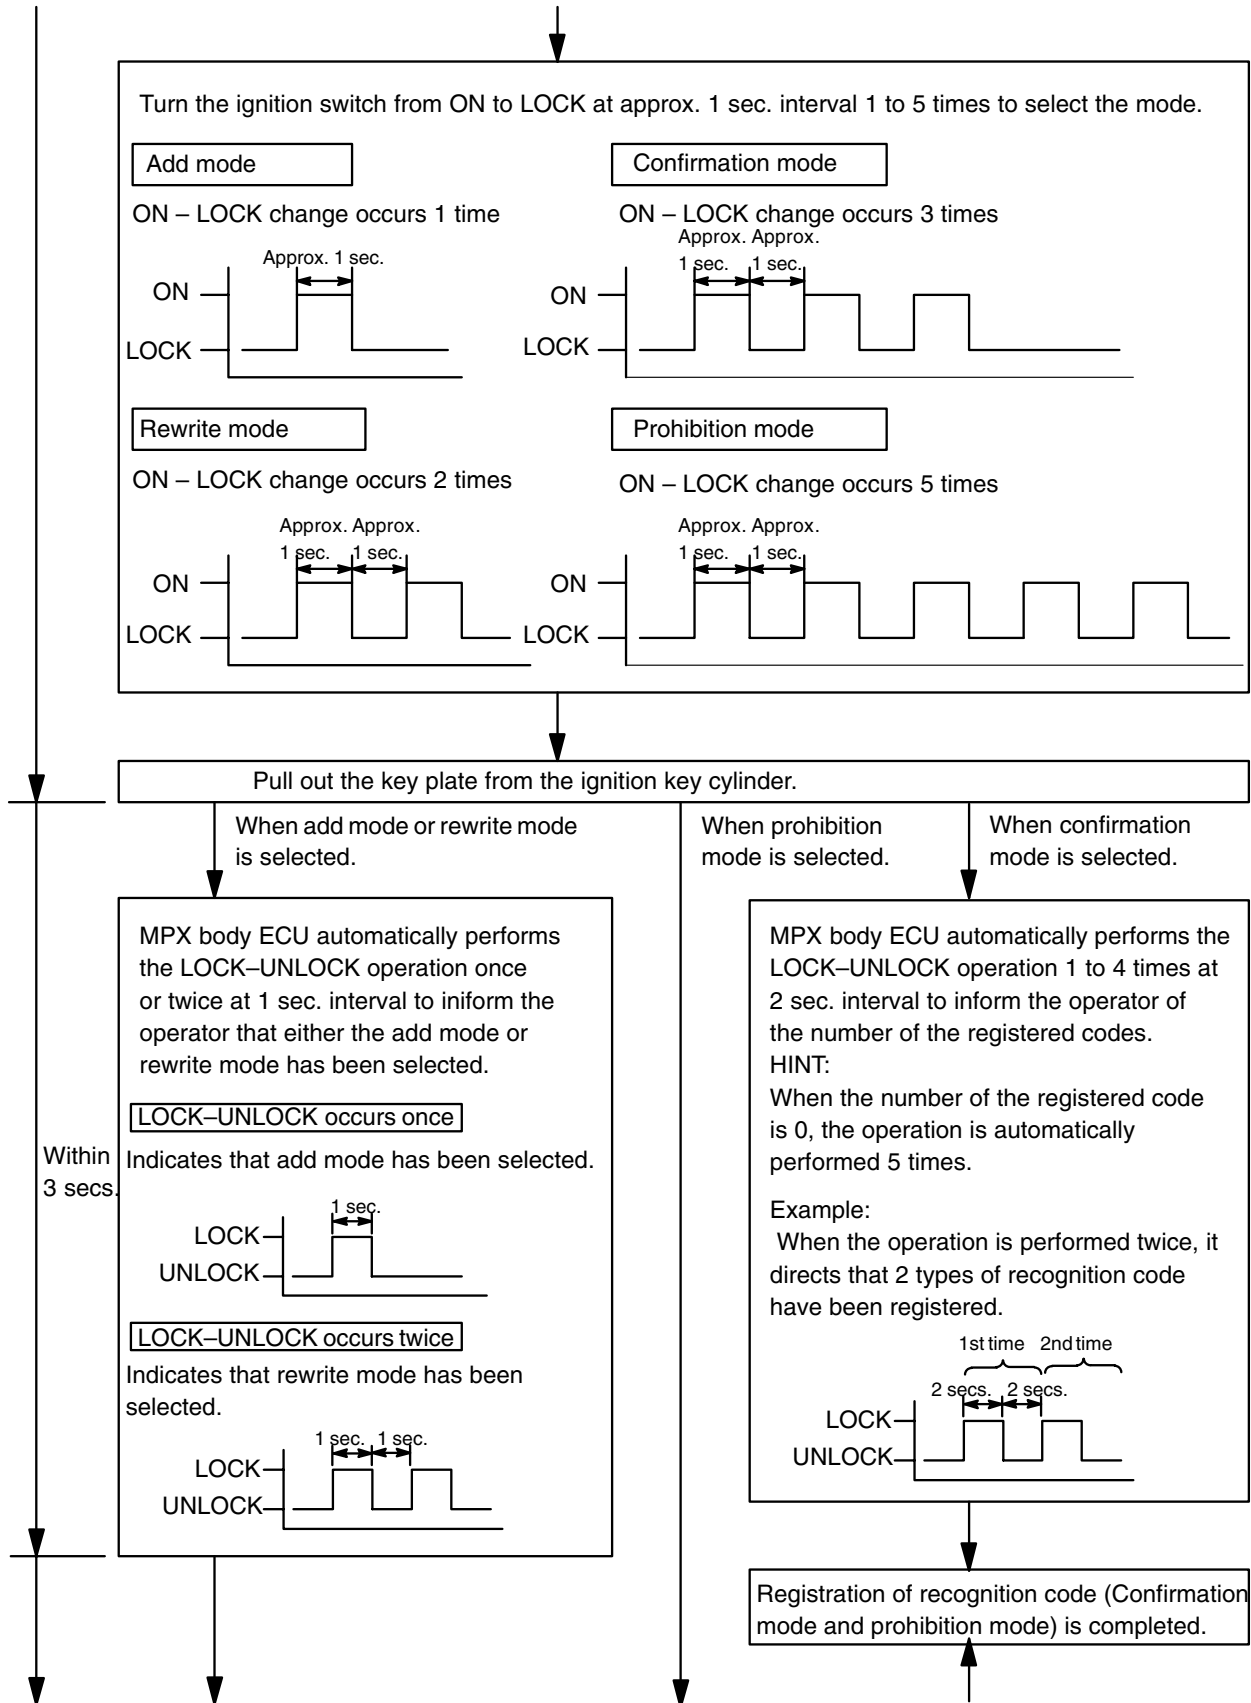 Turn the ignition switch from ON to LOCK at approx. 1 sec. interval 1 to 5 times to select the mode.
Add mode
ON – LOCK change occurs 1 time
Approx. 1 sec.
ON
LOCK
Confirmation mode
ON – LOCK change occurs 3 times
Approx. Approx.
1 sec. 1 sec.
ON
LOCK
Rewrite mode
ON – LOCK change occurs 2 times
Approx. Approx.
1 sec. 1 sec.
ON
LOCK
Prohibition mode
ON – LOCK change occurs 5 times
Approx. Approx.
1 sec. 1 sec.
ON
LOCK
Pull out the key plate from the ignition key cylinder.
When add mode or rewrite mode
is selected.
When prohibition
mode is selected.
When confirmation
mode is selected.
Within
3 secs.
MPX body ECU automatically performs
the LOCK–UNLOCK operation once
or twice at 1 sec. interval to iniform the
operator that either the add mode or
rewrite mode has been selected.
LOCK–UNLOCK occurs once
Indicates that add mode has been selected.
1 sec.
LOCK
UNLOCK
LOCK–UNLOCK occurs twice
Indicates that rewrite mode has been
selected.
1 sec. 1 sec.
LOCK
UNLOCK
MPX body ECU automatically performs the
LOCK–UNLOCK operation 1 to 4 times at
2 sec. interval to inform the operator of
the number of the registered codes.
HINT:
When the number of the registered code
is 0, the operation is automatically
performed 5 times.
Example:
When the operation is performed twice, it
directs that 2 types of recognition code
have been registered.
1st time 2nd time
2 secs. 2 secs.
LOCK
UNLOCK
Registration of recognition code (Confirmation
mode and prohibition mode) is completed.